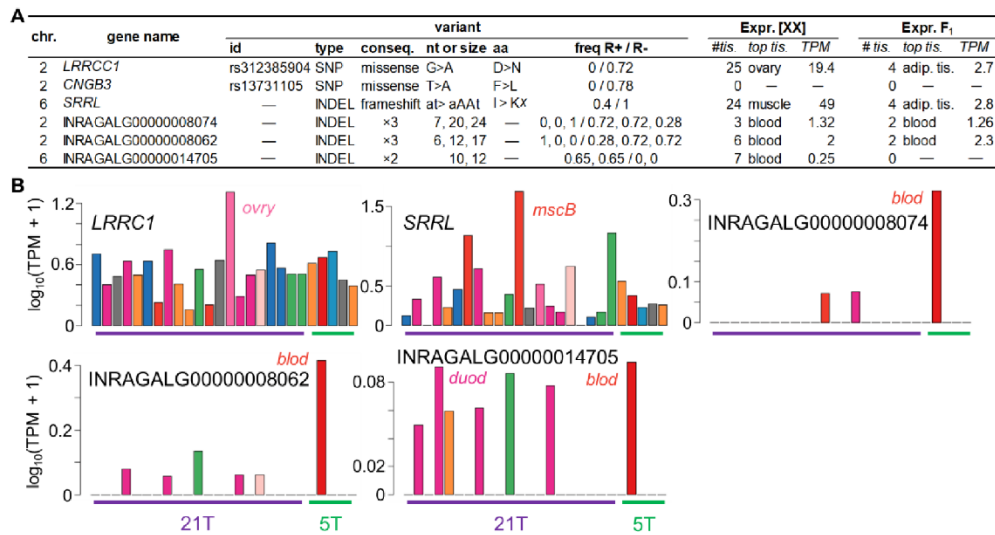 A
variant Expr. [XX] Expr. F1
chr. gene name id type conseq. nt or size aa freq R+ / R- #tis. top tis. TPM # tis. top tis. TPM
2 LRRCC1 rs312385904 SNP missense G>A D>N 0 / 0.72 25 ovary 19.4 4 adip. tis. 2.7
2 CNGB3 rs13731105 SNP missense T>A F>L 0 / 0.78 0 — — 0 — —
6 SRRL — INDEL frameshift at> aAAt I > K✗ 0.4 / 1 24 muscle 49 4 adip. tis. 2.8
2 INRAGALG00000008074 — INDEL ×3 7, 20, 24 — 0, 0, 1 / 0.72, 0.72, 0.28 3 blood 1.32 2 blood 1.26
2 INRAGALG00000008062 — INDEL ×3 6, 12, 17 — 1, 0, 0 / 0.28, 0.72, 0.72 6 blood 2 2 blood 2.3
6 INRAGALG00000014705 — INDEL ×2 10, 12 — 0.65, 0.65 / 0, 0 7 blood 0.25 0 — —
B
log10(TPM + 1)
1.2
0.6
0
LRRC1
ovry
1.5
0.5
0
SRRL
mscB
0.3
0.1
0
INRAGALG00000008074
blod
log10(TPM + 1)
0.4
0.2
0
INRAGALG00000008062
blod
21T
5T
0.08
0.02
0
INRAGALG00000014705
duod
blod
21T
5T